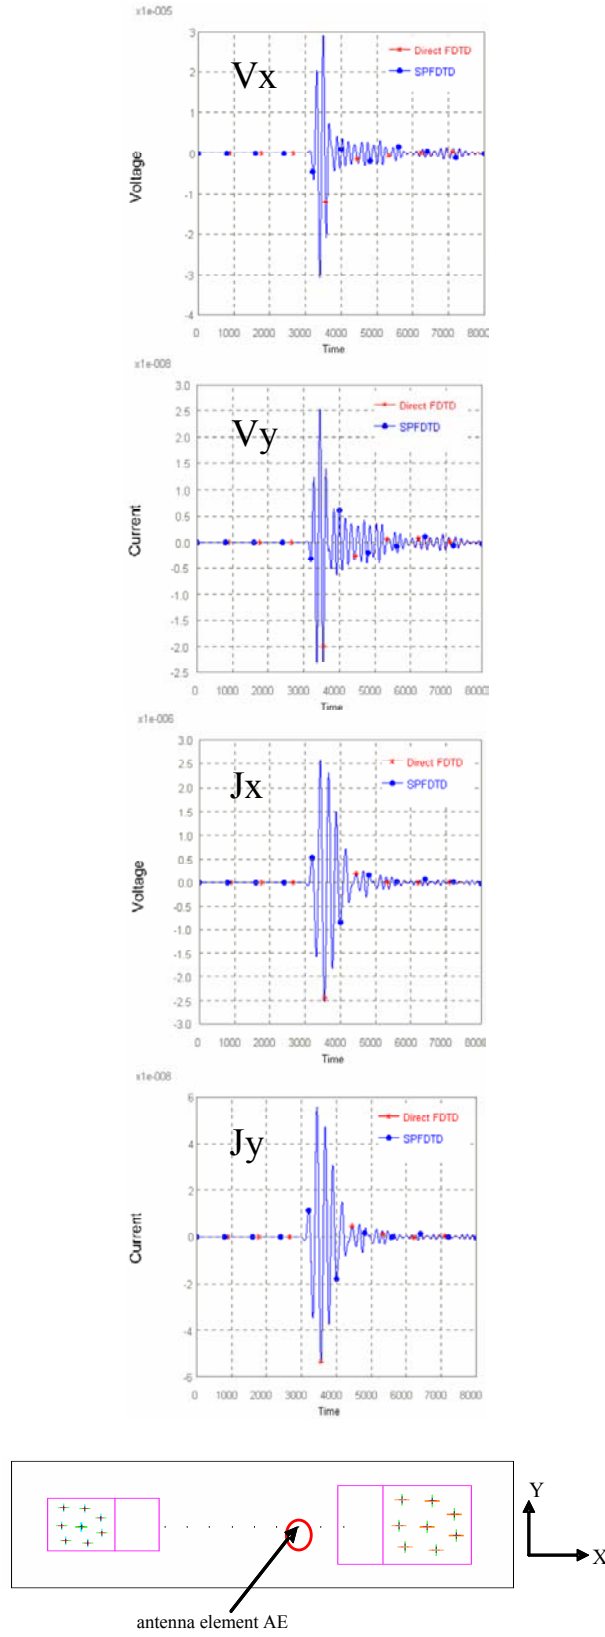 x1e-005
3
2
1
0
-1
-2
-3
-4
Vx
Direct FDTD
SPFDTD
Voltage
0 1000 2000 3000 4000 5000 6000 7000 8000
Time
x1e-008
3.0
2.5
2.0
1.5
1.0
0.5
0.0
-0.5
-1.0
-1.5
-2.0
-2.5
Vy
Direct FDTD
SPFDTD
Current
0 1000 2000 3000 4000 5000 6000 7000 8000
Time
x1e-006
3.0
2.5
2.0
1.5
1.0
0.5
0.0
-0.5
-1.0
-1.5
-2.0
-2.5
-3.0
Jx
Direct FDTD
SPFDTD
Voltage
0 1000 2000 3000 4000 5000 6000 7000 8000
Time
x1e-008
6
4
2
0
-2
-4
-6
Jy
Direct FDTD
SPFDTD
Current
0 1000 2000 3000 4000 5000 6000 7000 8000
Time
Y
X
antenna element AE